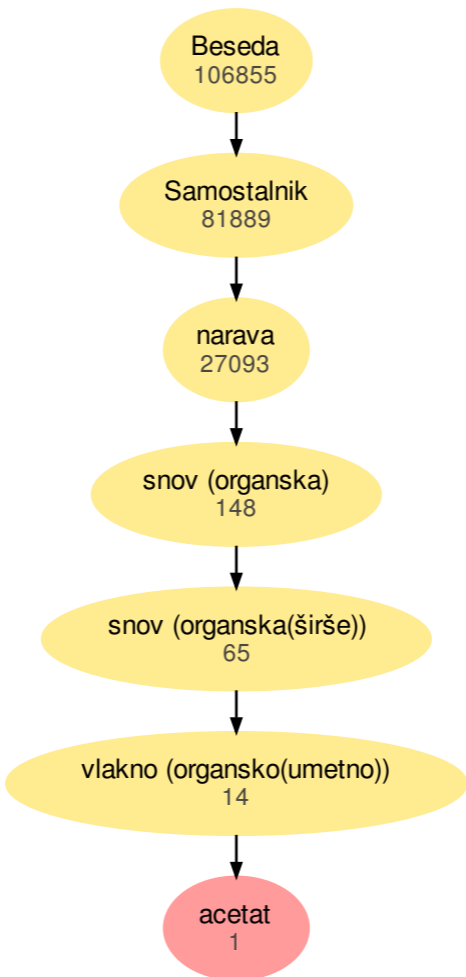 Beseda
106855
Samostalnik
81889
narava
27093
snov (organska)
148
snov (organska(širše))
65
vlakno (organsko(umetno))
14
acetat
1